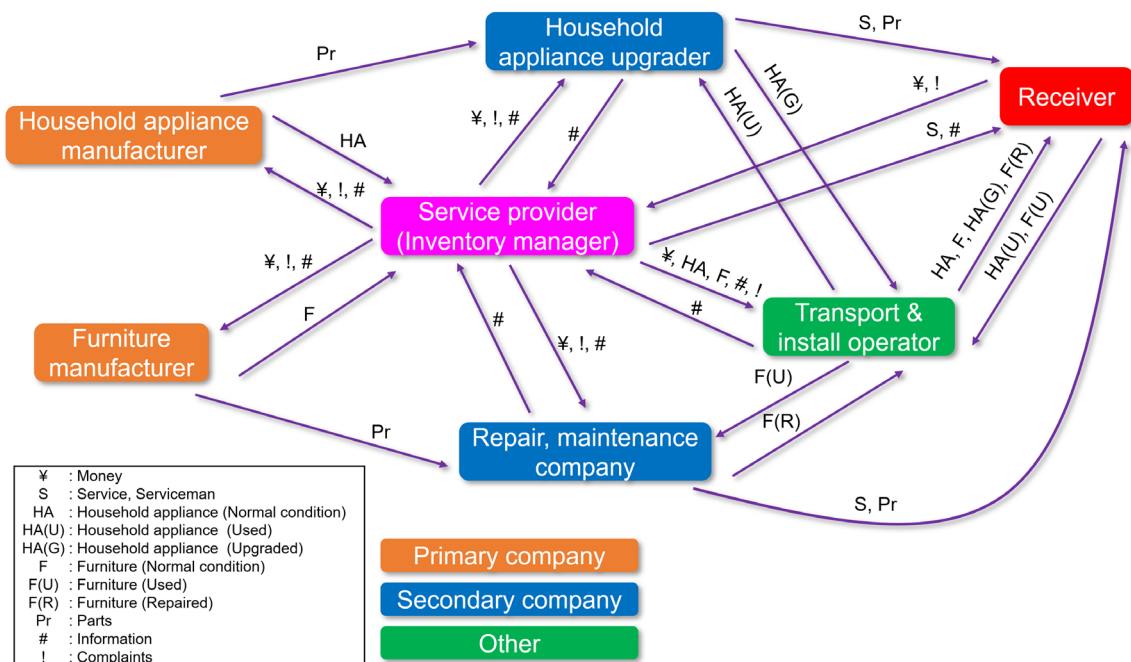 Household
appliance upgrader
S, Pr
Pr
Receiver
¥, !
HA(G)
HA(U)
Household appliance
manufacturer
HA
¥, !, #
#
S, #
¥, !, #
Service provider
(Inventory manager)
HA, F, HA(G), F(R)
HA(U), F(U)
¥, !, #
¥, HA, F, #, !
F
#
#
¥, !, #
Transport &
install operator
Furniture
manufacturer
F(U)
F(R)
Pr
Repair, maintenance
company
S, Pr
¥ : Money
S : Service, Serviceman
HA : Household appliance (Normal condition)
HA(U) : Household appliance (Used)
HA(G) : Household appliance (Upgraded)
F : Furniture (Normal condition)
F(U) : Furniture (Used)
F(R) : Furniture (Repaired)
Pr : Parts
# : Information
! : Complaints
Primary company
Secondary company
Other